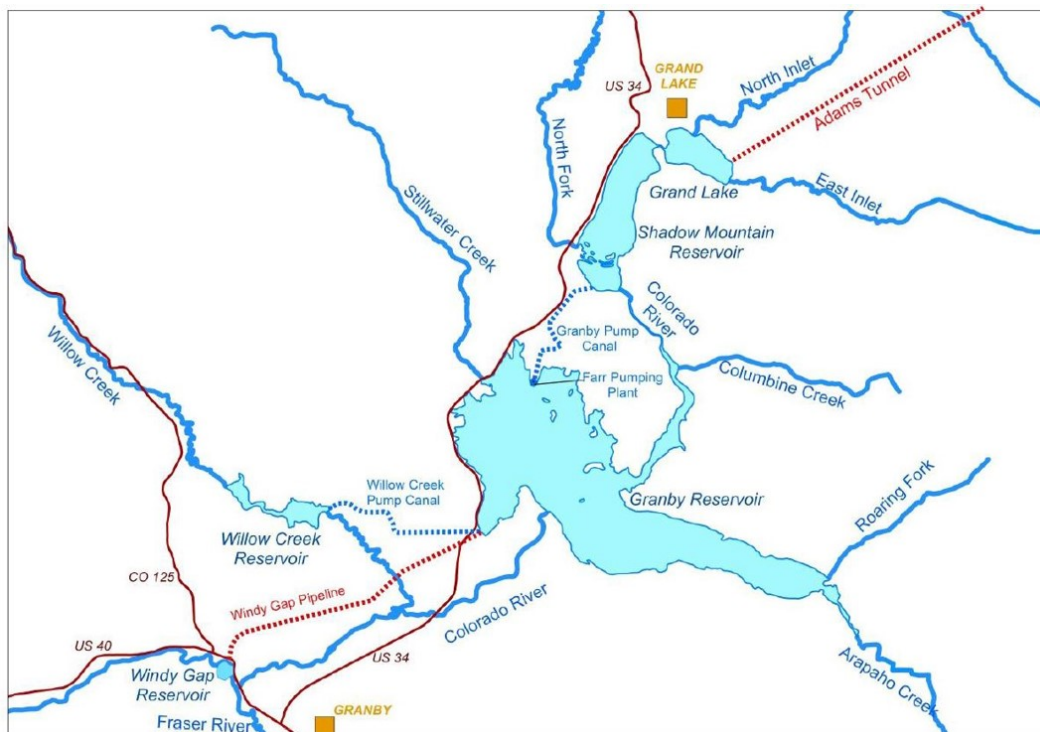 GRAND
LAKE
US 34
North Inlet
Adams Tunnel
North Fork
Grand Lake
East Inlet
Stillwater Creek
Shadow Mountain
Reservoir
Colorado
River
Granby Pump
Canal
Willow Creek
Farr Pumping
Plant
Columbine Creek
Willow Creek
Pump Canal
Granby Reservoir
Roaring Fork
Willow Creek
Reservoir
CO 125
Windy Gap Pipeline
Colorado River
US 40
US 34
Windy Gap
Reservoir
Arapaho Creek
GRANBY
Fraser River